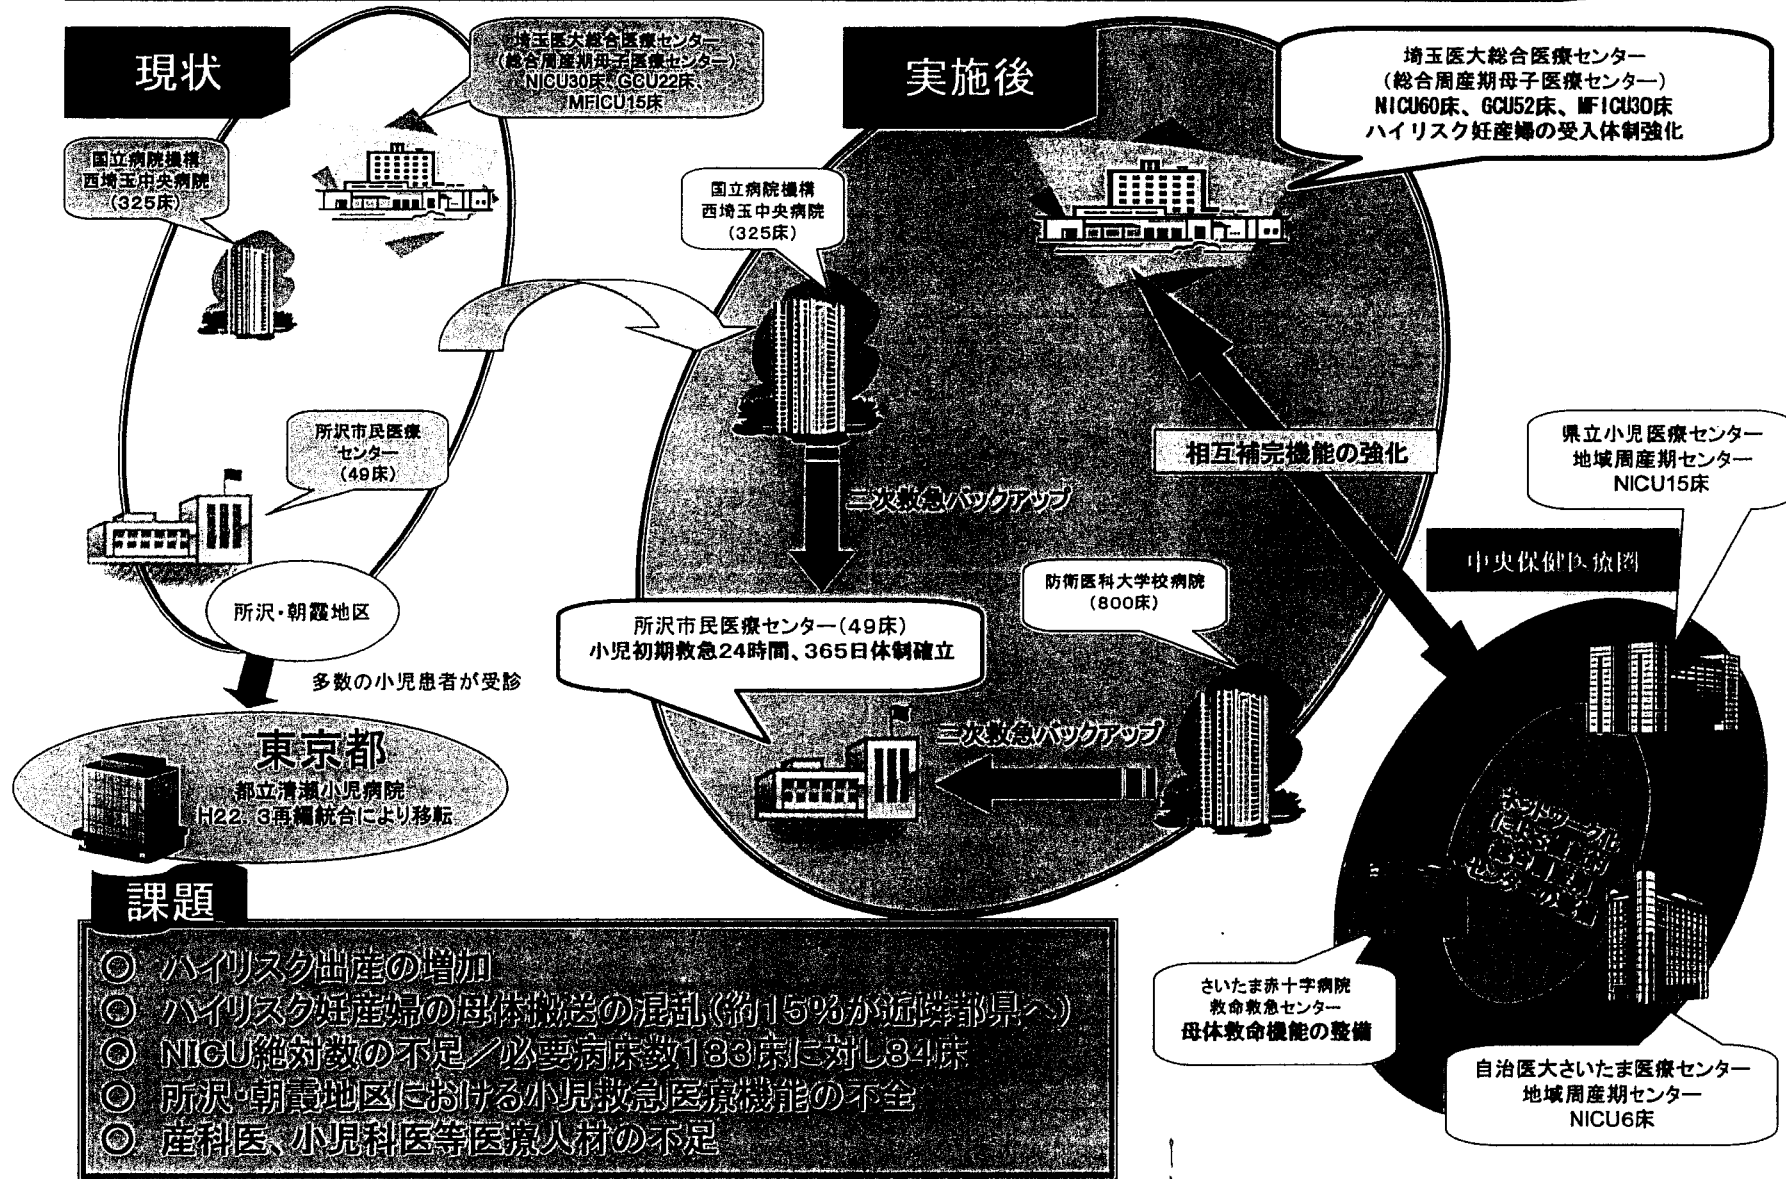 現状
埼玉医大総合医療センター
(総合周産期母子医療センター)
NICU30床、GCU22床、
MFICU15床
国立病院機構
西埼玉中央病院
(325床)
所沢市民医療
センター
(49床)
所沢・朝霞地区
多数の小児患者が受診
東京都
都立清瀬小児病院
H22.3再編統合により移転
実施後
埼玉医大総合医療センター
(総合周産期母子医療センター)
NICU60床、GCU52床、MFICU30床
ハイリスク妊産婦の受入体制強化
国立病院機構
西埼玉中央病院
(325床)
二次救急バックアップ
相互補完機能の強化
防衛医科大学校病院
(800床)
所沢市民医療センター(49床)
小児初期救急24時間、365日体制確立
二次救急バックアップ
県立小児医療センター
地域周産期センター
NICU15床
中央保健医療圏
さいたま赤十字病院
救命救急センター
母体救命機能の整備
自治医大さいたま医療センター
地域周産期センター
NICU6床
課題
○ ハイリスク出産の増加
○ ハイリスク妊産婦の母体搬送の混乱(約15%が近隣都県へ)
○ NICU絶対数の不足/必要病床数183床に対し84床
○ 所沢・朝霞地区における小児救急医療機能の不全
○ 産科医、小児科医等医療人材の不足